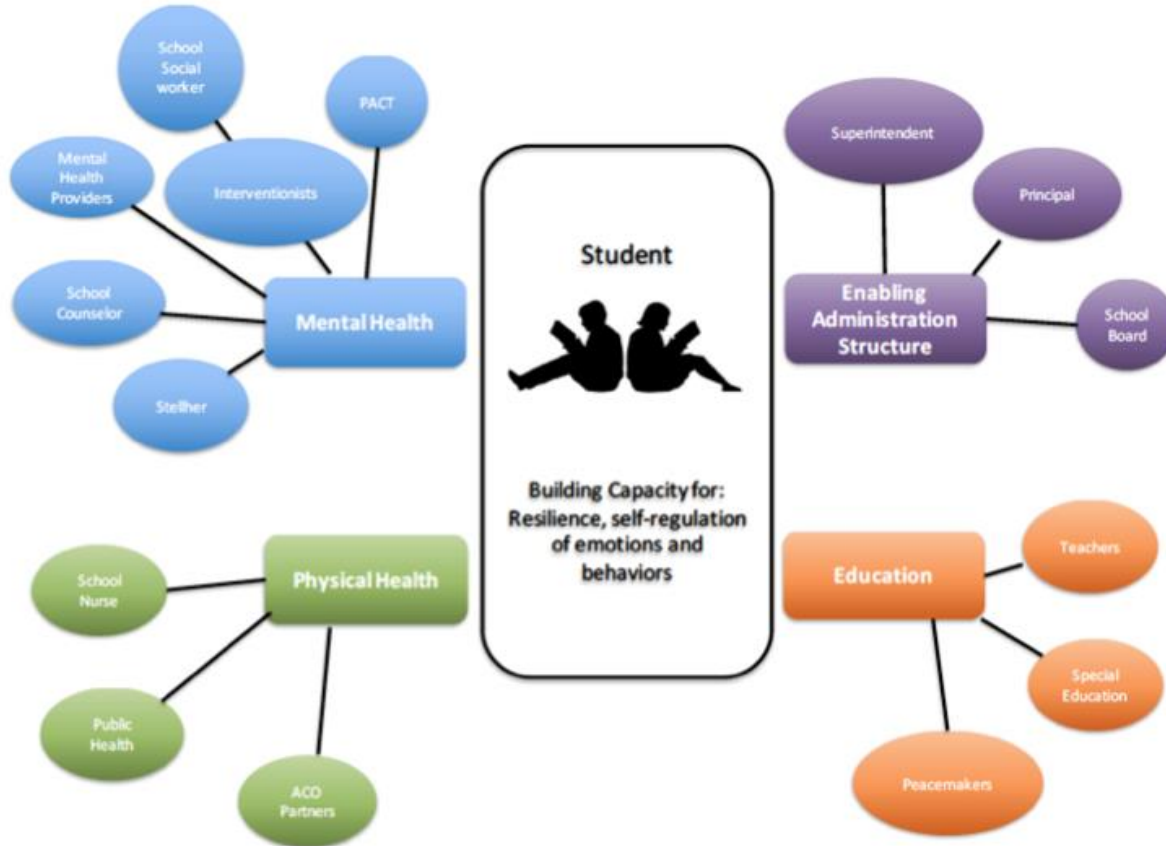 School
Social
worker
PACT
Mental
Health
Providers
Interventionists
School
Counselor
Mental Health
Stellher
Student
Building Capacity for:
Resilience, self-regulation
of emotions and
behaviors
Superintendent
Principal
Enabling
Administration
Structure
School
Board
Physical Health
School
Nurse
Public
Health
ACO
Partners
Education
Teachers
Special
Education
Peacemakers